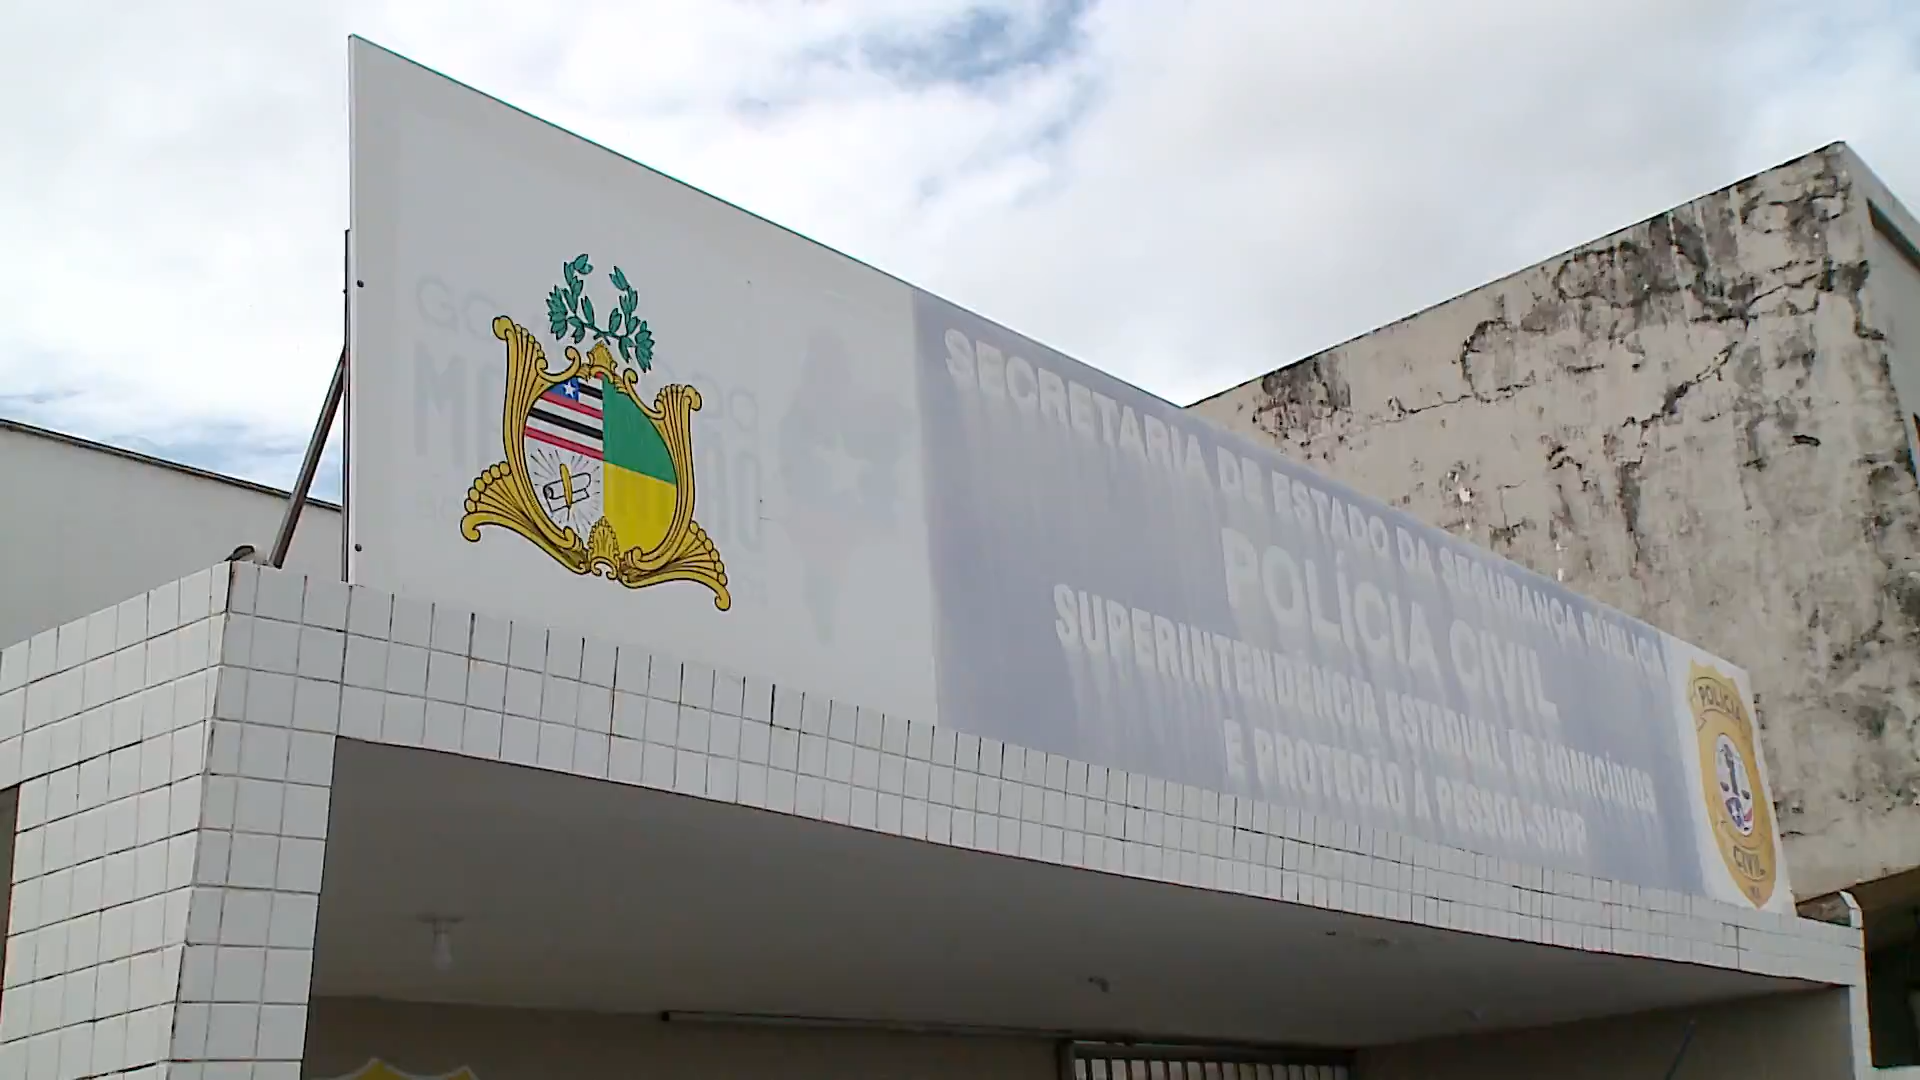 SECRETARIA DE ESTADO DA SEGURANÇA PÚBLICA
POLÍCIA CIVIL
SUPERINTENDÊNCIA ESTADUAL DE HOMICÍDIOS
E PROTEÇÃO À PESSOA-SHPP
POLÍCIA
CIVIL